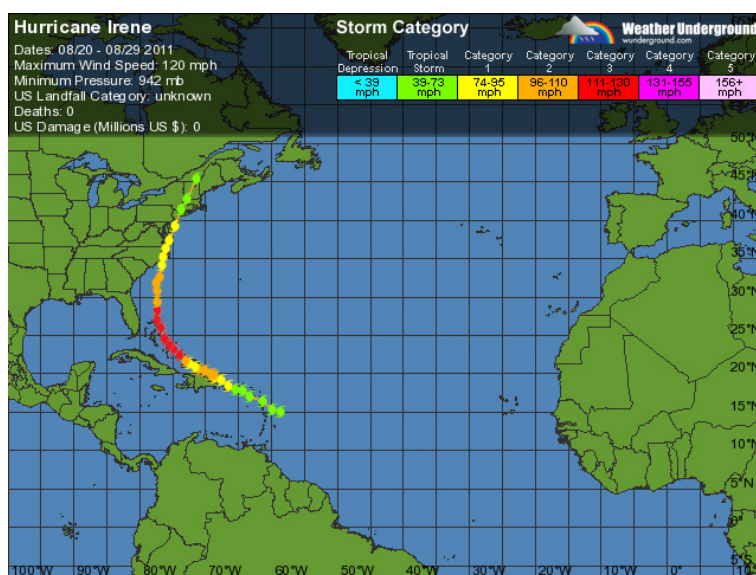 Hurricane Irene
Dates: 08/20 - 08/29 2011
Maximum Wind Speed: 120 mph
Minimum Pressure: 942 mb
US Landfall Category: unknown
Deaths: 0
US Damage (Millions US $): 0
Storm Category
Weather Underground
wunderground.com
Tropical Depression
< 39 mph
Tropical Storm
39-73 mph
Category 1
74-95 mph
Category 2
96-110 mph
Category 3
111-130 mph
Category 4
131-155 mph
Category 5
156+ mph
50°N
45°N
40°N
35°N
30°N
25°N
20°N
15°N
10°N
5°N
0°
5°S
100°W 90°W 80°W 70°W 60°W 50°W 40°W 30°W 20°W 10°W 0° 10°